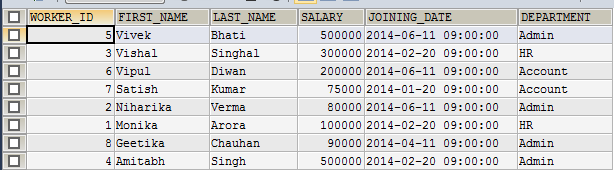 WORKER_ID FIRST_NAME LAST_NAME SALARY JOINING_DATE DEPARTMENT
5 Vivek Bhati 500000 2014-06-11 09:00:00 Admin
3 Vishal Singhal 300000 2014-02-20 09:00:00 HR
6 Vipul Diwan 200000 2014-06-11 09:00:00 Account
7 Satish Kumar 75000 2014-01-20 09:00:00 Account
2 Niharika Verma 80000 2014-06-11 09:00:00 Admin
1 Monika Arora 100000 2014-02-20 09:00:00 HR
8 Geetika Chauhan 90000 2014-04-11 09:00:00 Admin
4 Amitabh Singh 500000 2014-02-20 09:00:00 Admin